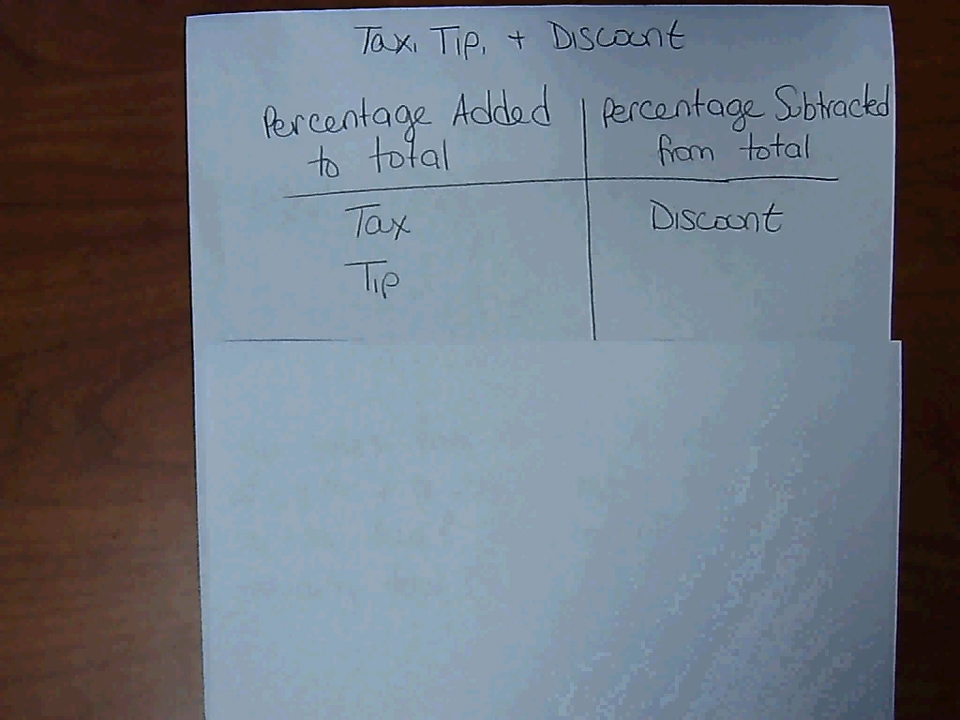 Tax, Tip, + Discount
Percentage Added
to total
Percentage Subtracted
from total
Tax
Tip
Discount